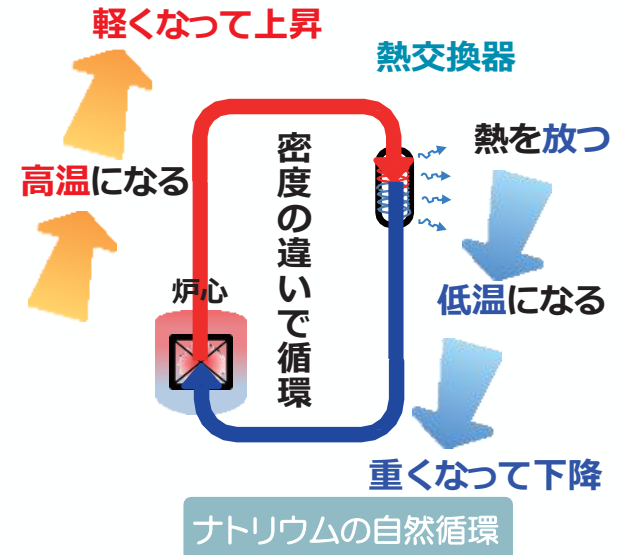 軽くなって上昇
熱交換器
熱を放つ
高温になる
密度の違いで循環
炉心
低温になる
重くなって下降
ナトリウムの自然循環